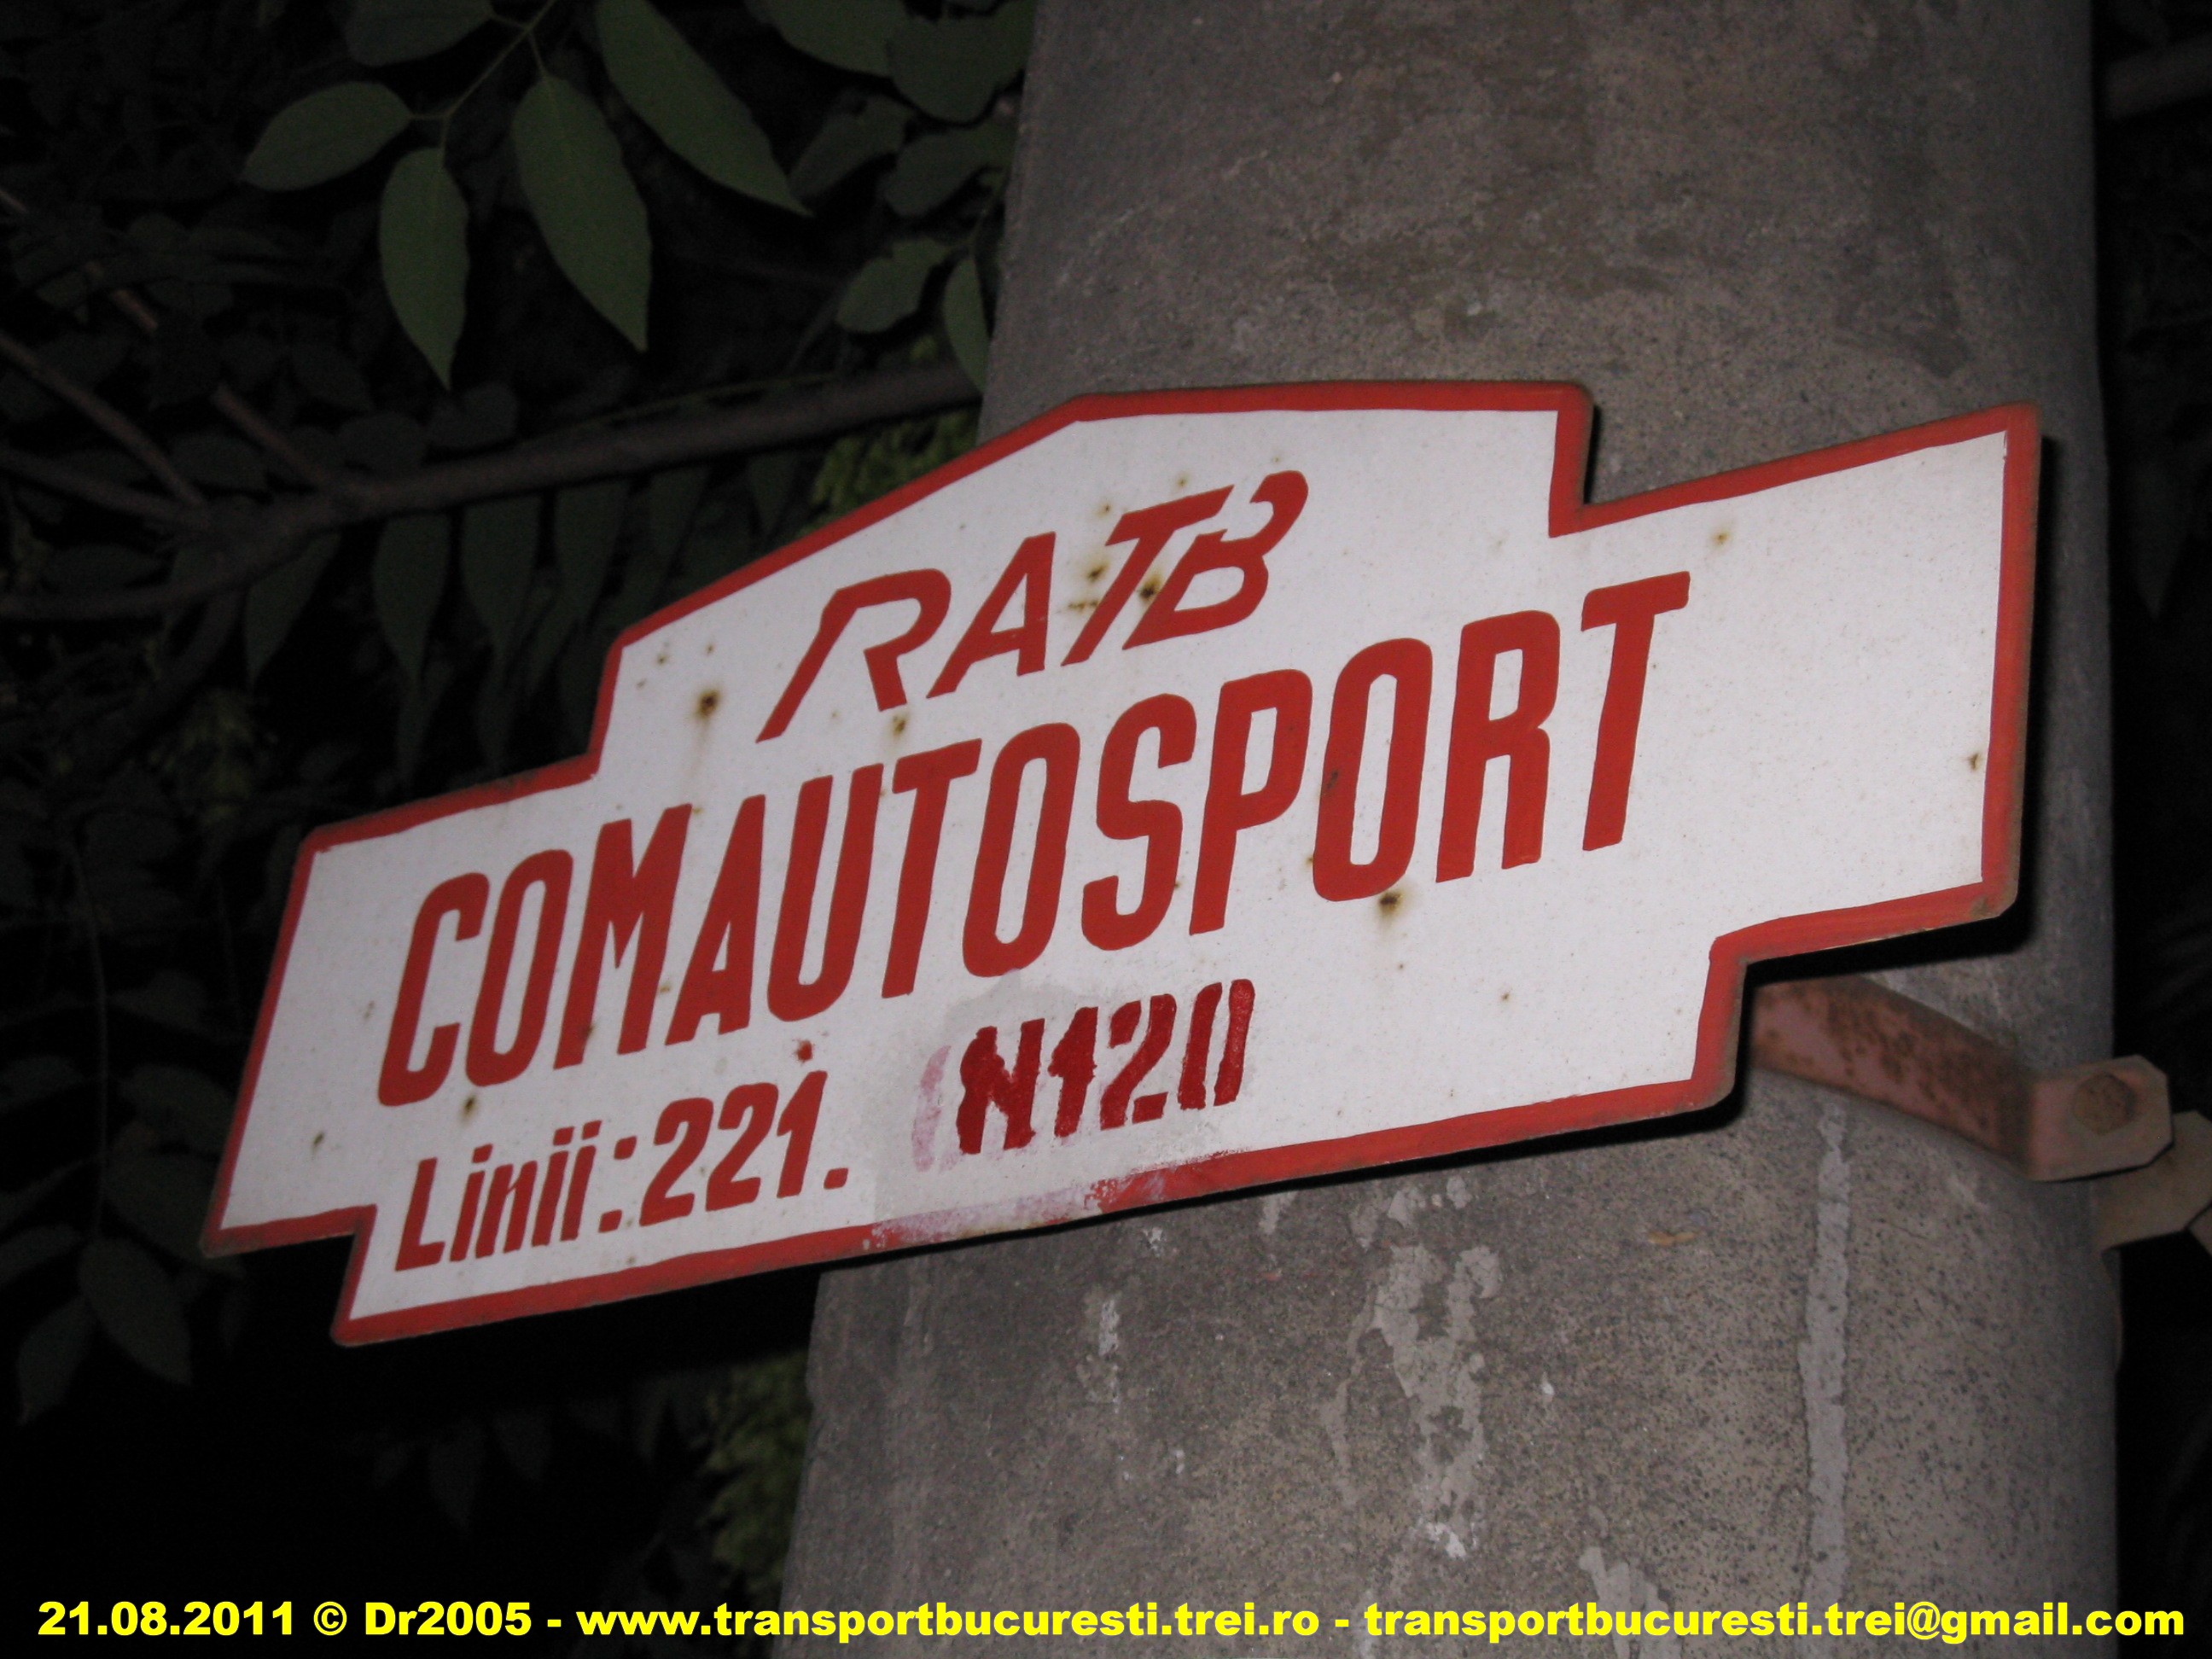 RATB
COMAUTOSPORT
Linii: 221. N120
21.08.2011 © Dr2005 - www.transportbucuresti.trei.ro - transportbucuresti.trei@gmail.com